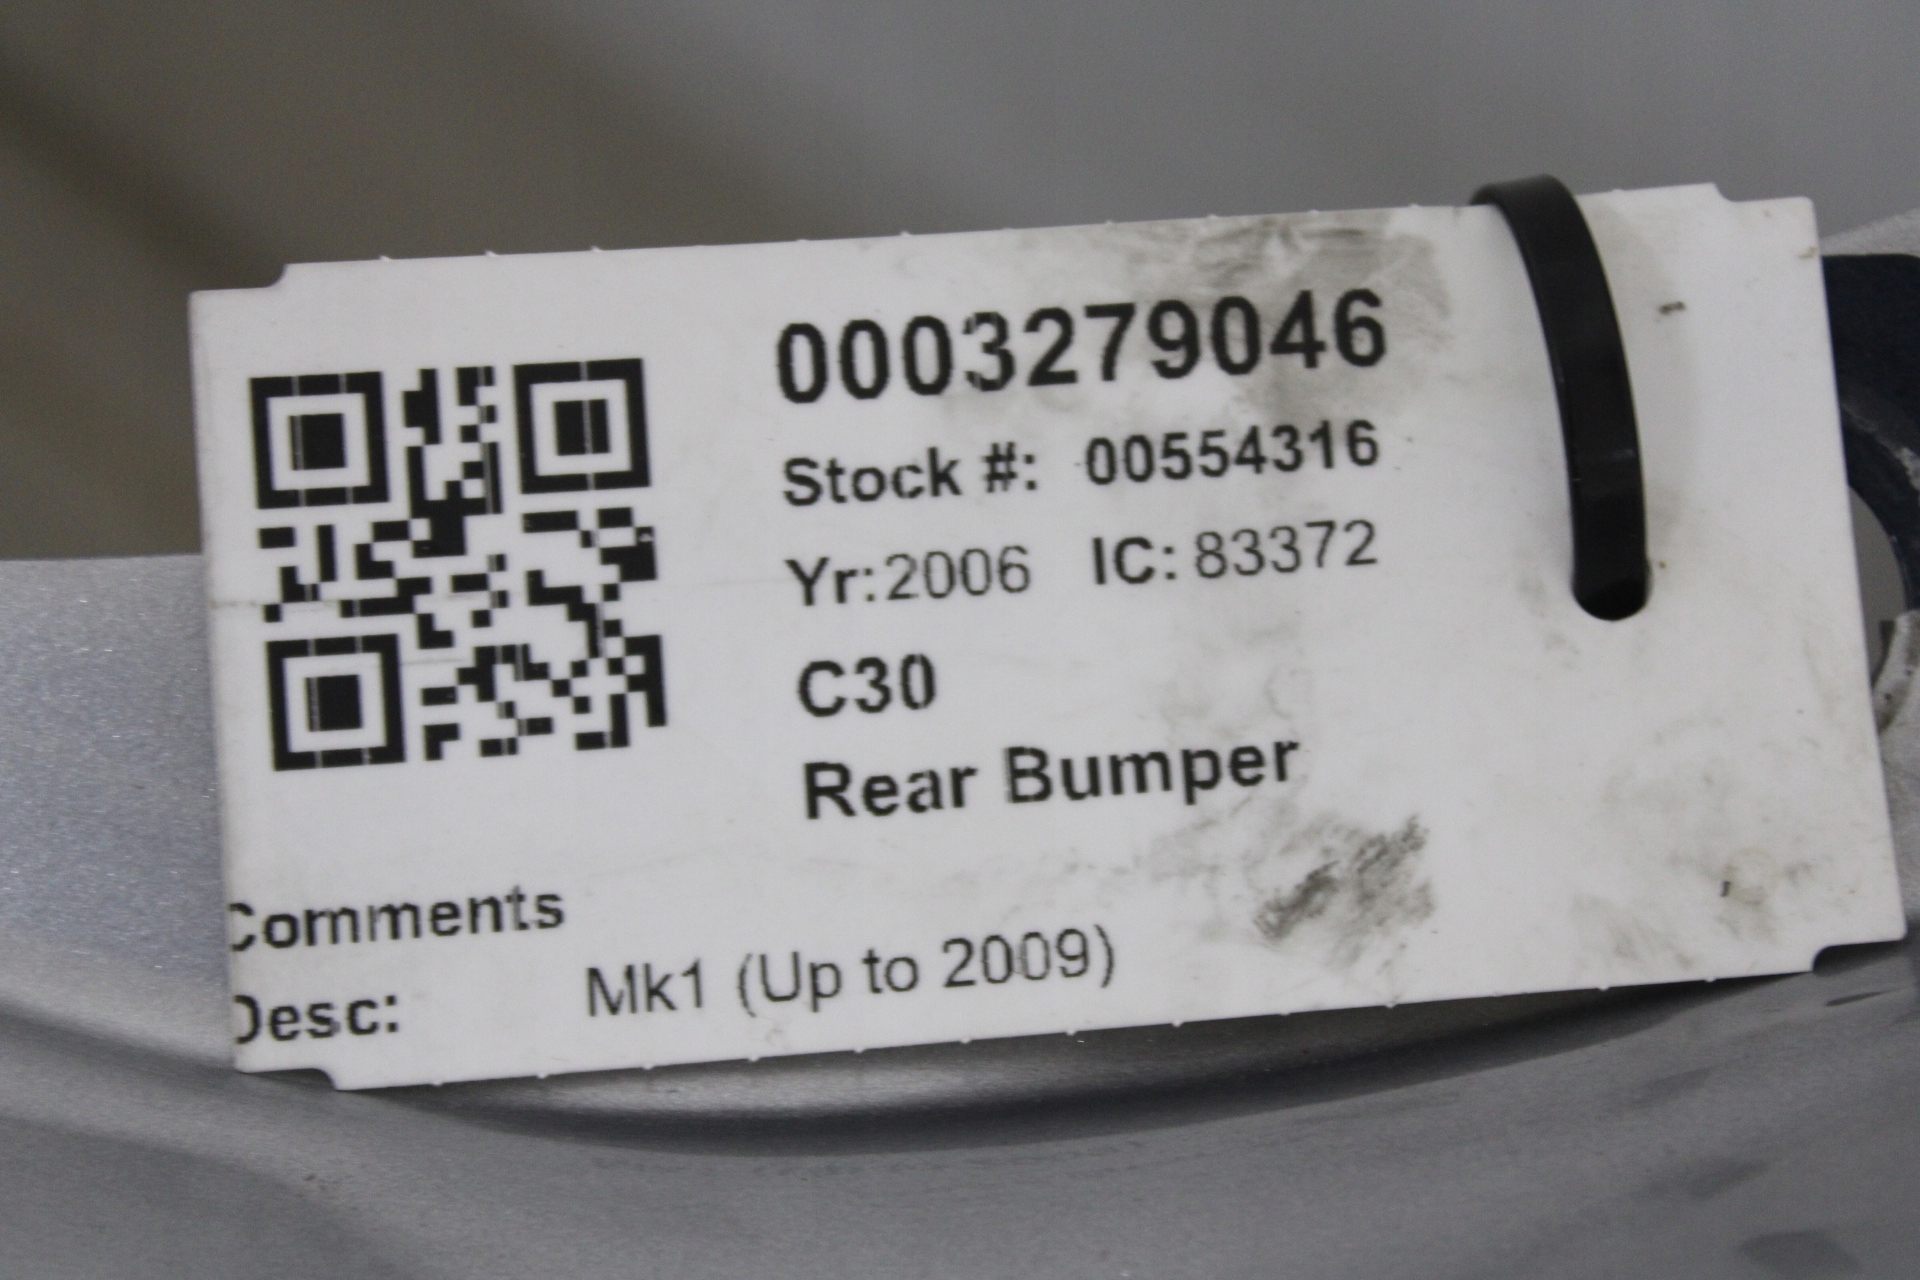 0003279046
Stock #: 00554316
Yr:2006 IC: 83372
C30
Rear Bumper
Comments
Desc: Mk1 (Up to 2009)